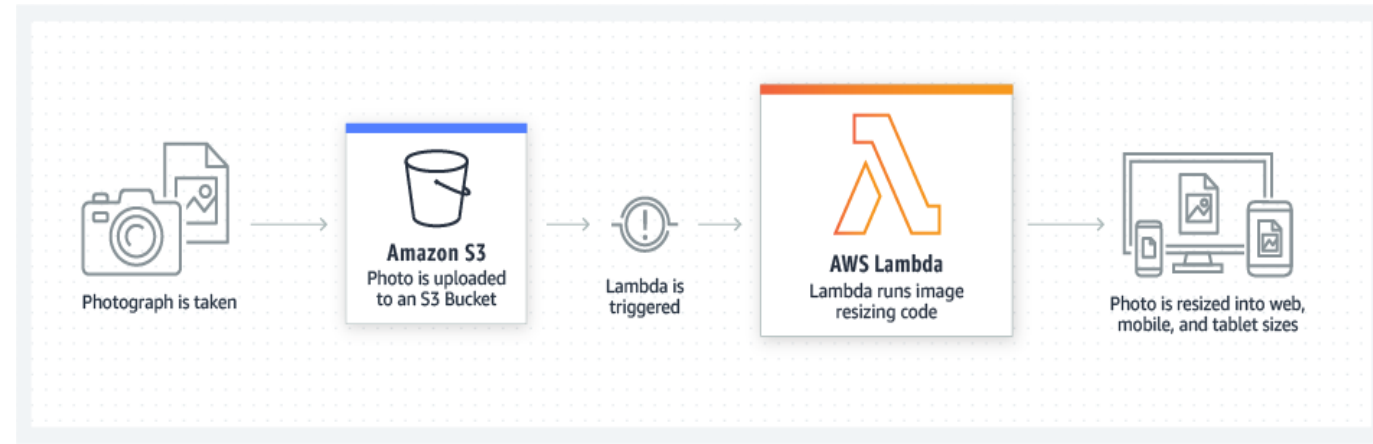 Photograph is taken
Amazon S3
Photo is uploaded
to an S3 Bucket
Lambda is
triggered
AWS Lambda
Lambda runs image
resizing code
Photo is resized into web,
mobile, and tablet sizes